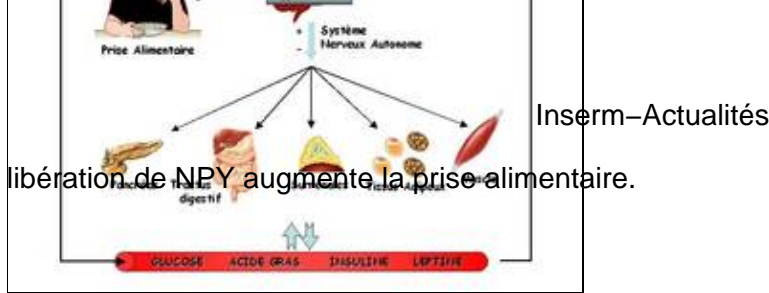 Système
Nerveux Autonome
Prise Alimentaire
Inserm–Actualités
libération de NPY augmente la prise alimentaire.
digestif
GLUCOSE ACIDE GRAS INSULINE LEPTINE